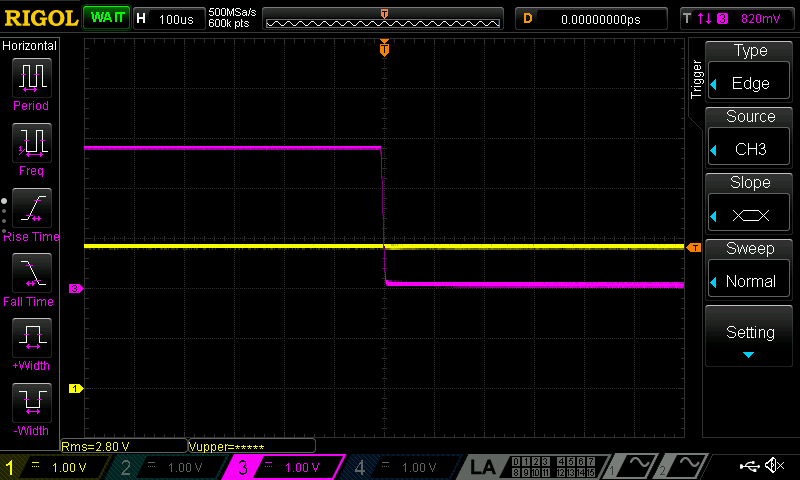 RIGOL WAIT H 100us 500MSa/s D 0.00000000ps T 3 820mV
600k pts
T
Horizontal
Period
Freq
Rise Time
Fall Time
+Width
-Width
T
3
1
T
Trigger
Type
Edge
Source
CH3
Slope
Sweep
Normal
Setting
Rms=2.80 V Vupper=*****
1 1.00 V 2 1.00 V 3 1.00 V 4 1.00 V LA 0 1 2 3 4 5 6 7 1 2
8 9 10 11 12 13 14 15